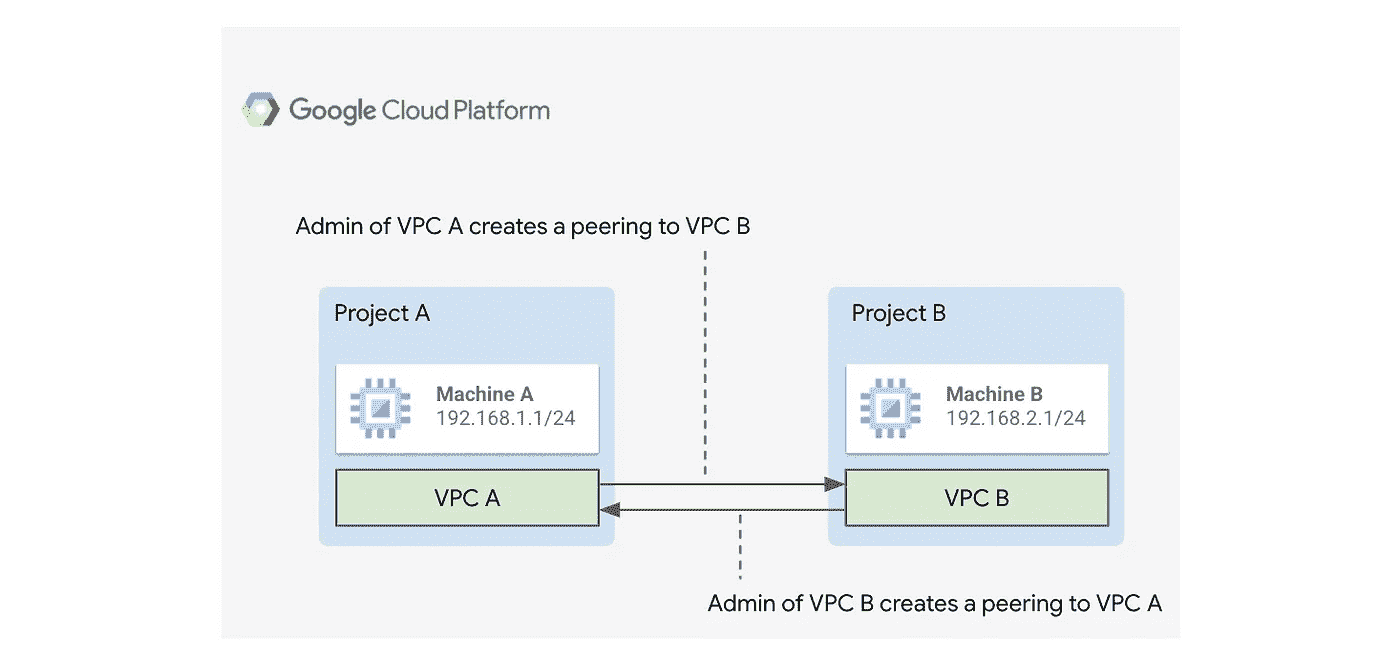 Google Cloud Platform
Admin of VPC A creates a peering to VPC B
Project A
Machine A
192.168.1.1/24
VPC A
Project B
Machine B
192.168.2.1/24
VPC B
Admin of VPC B creates a peering to VPC A